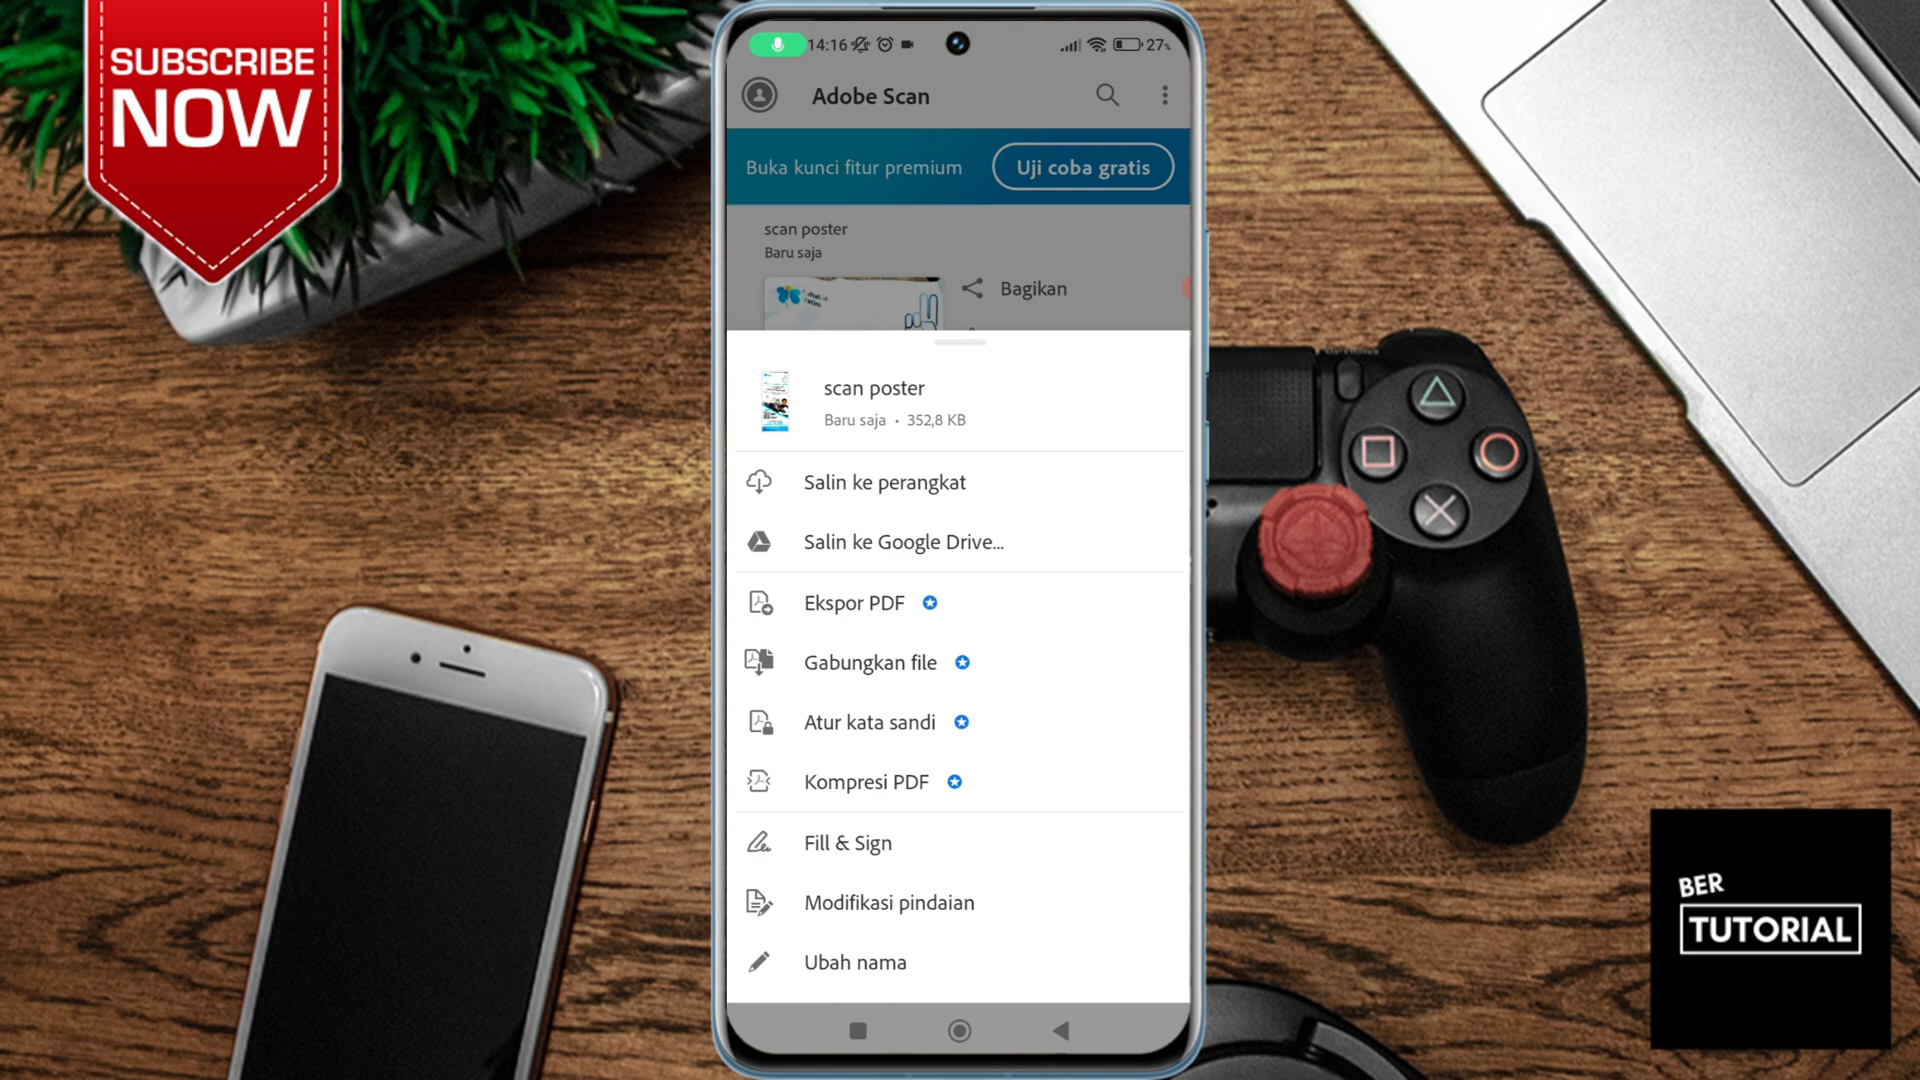 SUBSCRIBE
NOW
14:16
27%
Adobe Scan
Buka kunci fitur premium
Uji coba gratis
scan poster
Baru saja
Bagikan
scan poster
Baru saja • 352,8 KB
Salin ke perangkat
Salin ke Google Drive...
Ekspor PDF
Gabungkan file
Atur kata sandi
Kompresi PDF
Fill & Sign
Modifikasi pindaian
Ubah nama
BER
TUTORIAL